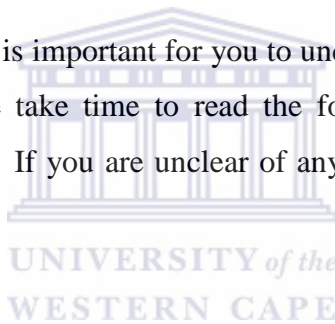 is important for you to und
take time to read the fo
If you are unclear of any
UNIVERSITY of the
WESTERN CAPE